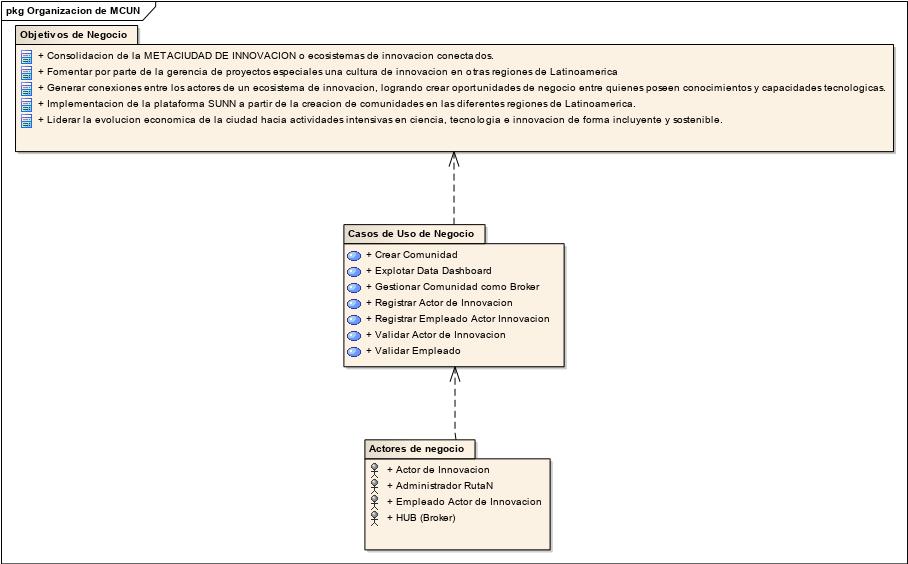 pkg Organizacion de MCUN
Objetivos de Negocio
+ Consolidacion de la METACIUDAD DE INNOVACION o ecosistemas de innovacion conectados.
+ Fomentar por parte de la gerencia de proyectos especiales una cultura de innovacion en otras regiones de Latinoamerica
+ Generar conexiones entre los actores de un ecosistema de innovacion, logrando crear oportunidades de negocio entre quienes poseen conocimientos y capacidades tecnologicas.
+ Implementacion de la plataforma SUNN a partir de la creacion de comunidades en las diferentes regiones de Latinoamerica.
+ Liderar la evolucion economica de la ciudad hacia actividades intensivas en ciencia, tecnologia e innovacion de forma incluyente y sostenible.
Casos de Uso de Negocio
+ Crear Comunidad
+ Explotar Data Dashboard
+ Gestionar Comunidad como Broker
+ Registrar Actor de Innovacion
+ Registrar Empleado Actor Innovacion
+ Validar Actor de Innovacion
+ Validar Empleado
Actores de negocio
+ Actor de Innovacion
+ Administrador RutaN
+ Empleado Actor de Innovacion
+ HUB (Broker)